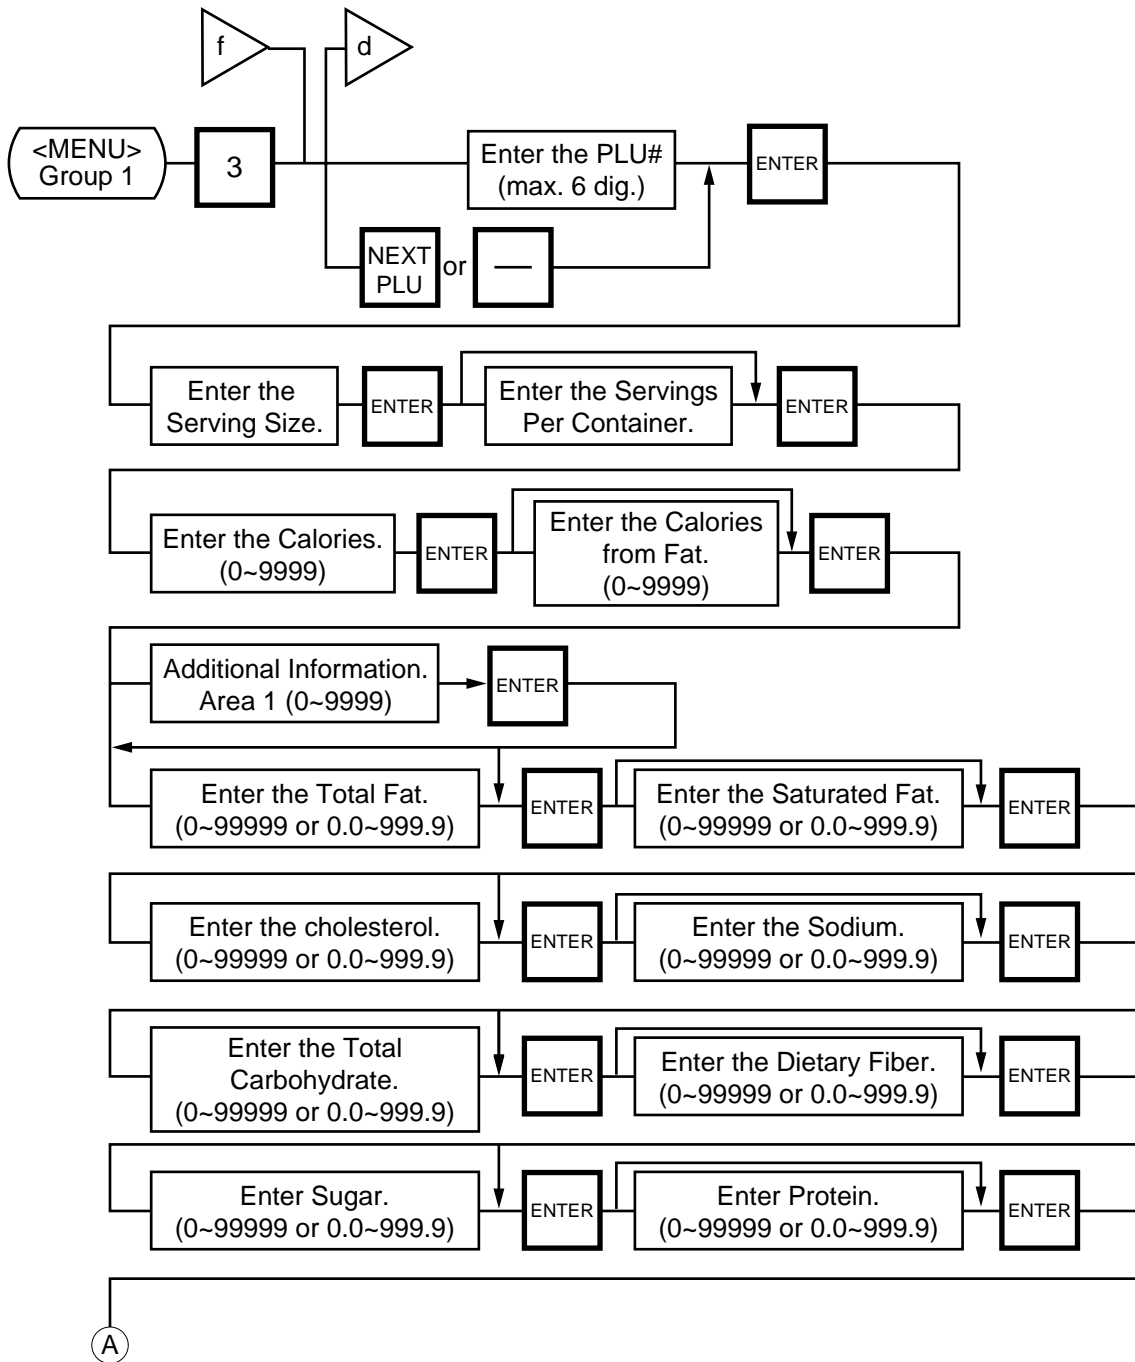 f
d
<MENU>
Group 1
3
Enter the PLU#
(max. 6 dig.)
ENTER
NEXT
PLU
or
—
Enter the
Serving Size.
ENTER
Enter the Servings
Per Container.
ENTER
Enter the Calories.
(0~9999)
ENTER
Enter the Calories
from Fat.
(0~9999)
ENTER
Additional Information.
Area 1 (0~9999)
ENTER
Enter the Total Fat.
(0~99999 or 0.0~999.9)
ENTER
Enter the Saturated Fat.
(0~99999 or 0.0~999.9)
ENTER
Enter the cholesterol.
(0~99999 or 0.0~999.9)
ENTER
Enter the Sodium.
(0~99999 or 0.0~999.9)
ENTER
Enter the Total
Carbohydrate.
(0~99999 or 0.0~999.9)
ENTER
Enter the Dietary Fiber.
(0~99999 or 0.0~999.9)
ENTER
Enter Sugar.
(0~99999 or 0.0~999.9)
ENTER
Enter Protein.
(0~99999 or 0.0~999.9)
ENTER
A